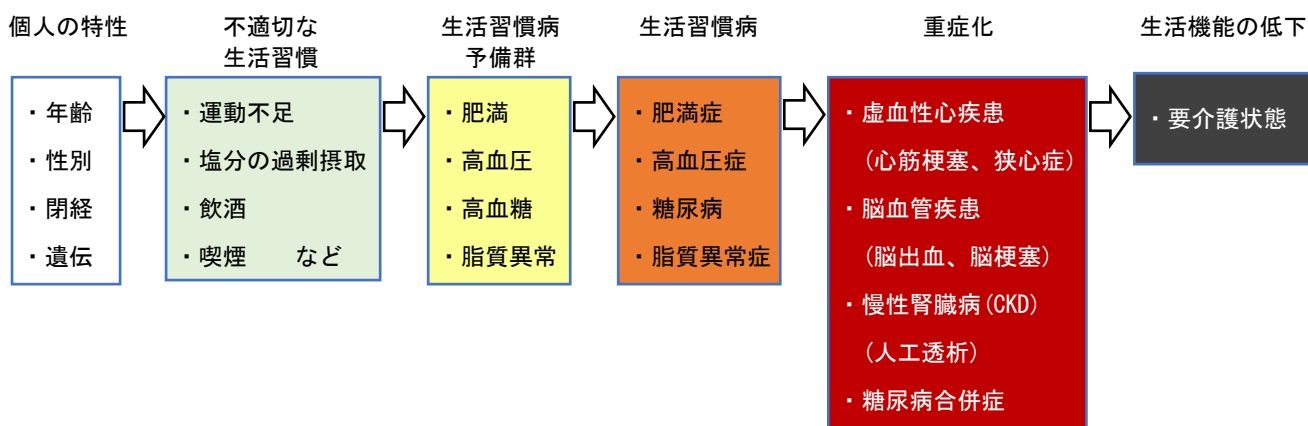 個人の特性
・年齢
・性別
・閉経
・遺伝
不適切な
生活習慣
・運動不足
・塩分の過剰摂取
・飲酒
・喫煙　　など
生活習慣病
予備群
・肥満
・高血圧
・高血糖
・脂質異常
生活習慣病
・肥満症
・高血圧症
・糖尿病
・脂質異常症
重症化
・虚血性心疾患
(心筋梗塞、狭心症)
・脳血管疾患
(脳出血、脳梗塞)
・慢性腎臓病(CKD)
(人工透析)
・糖尿病合併症
生活機能の低下
・要介護状態